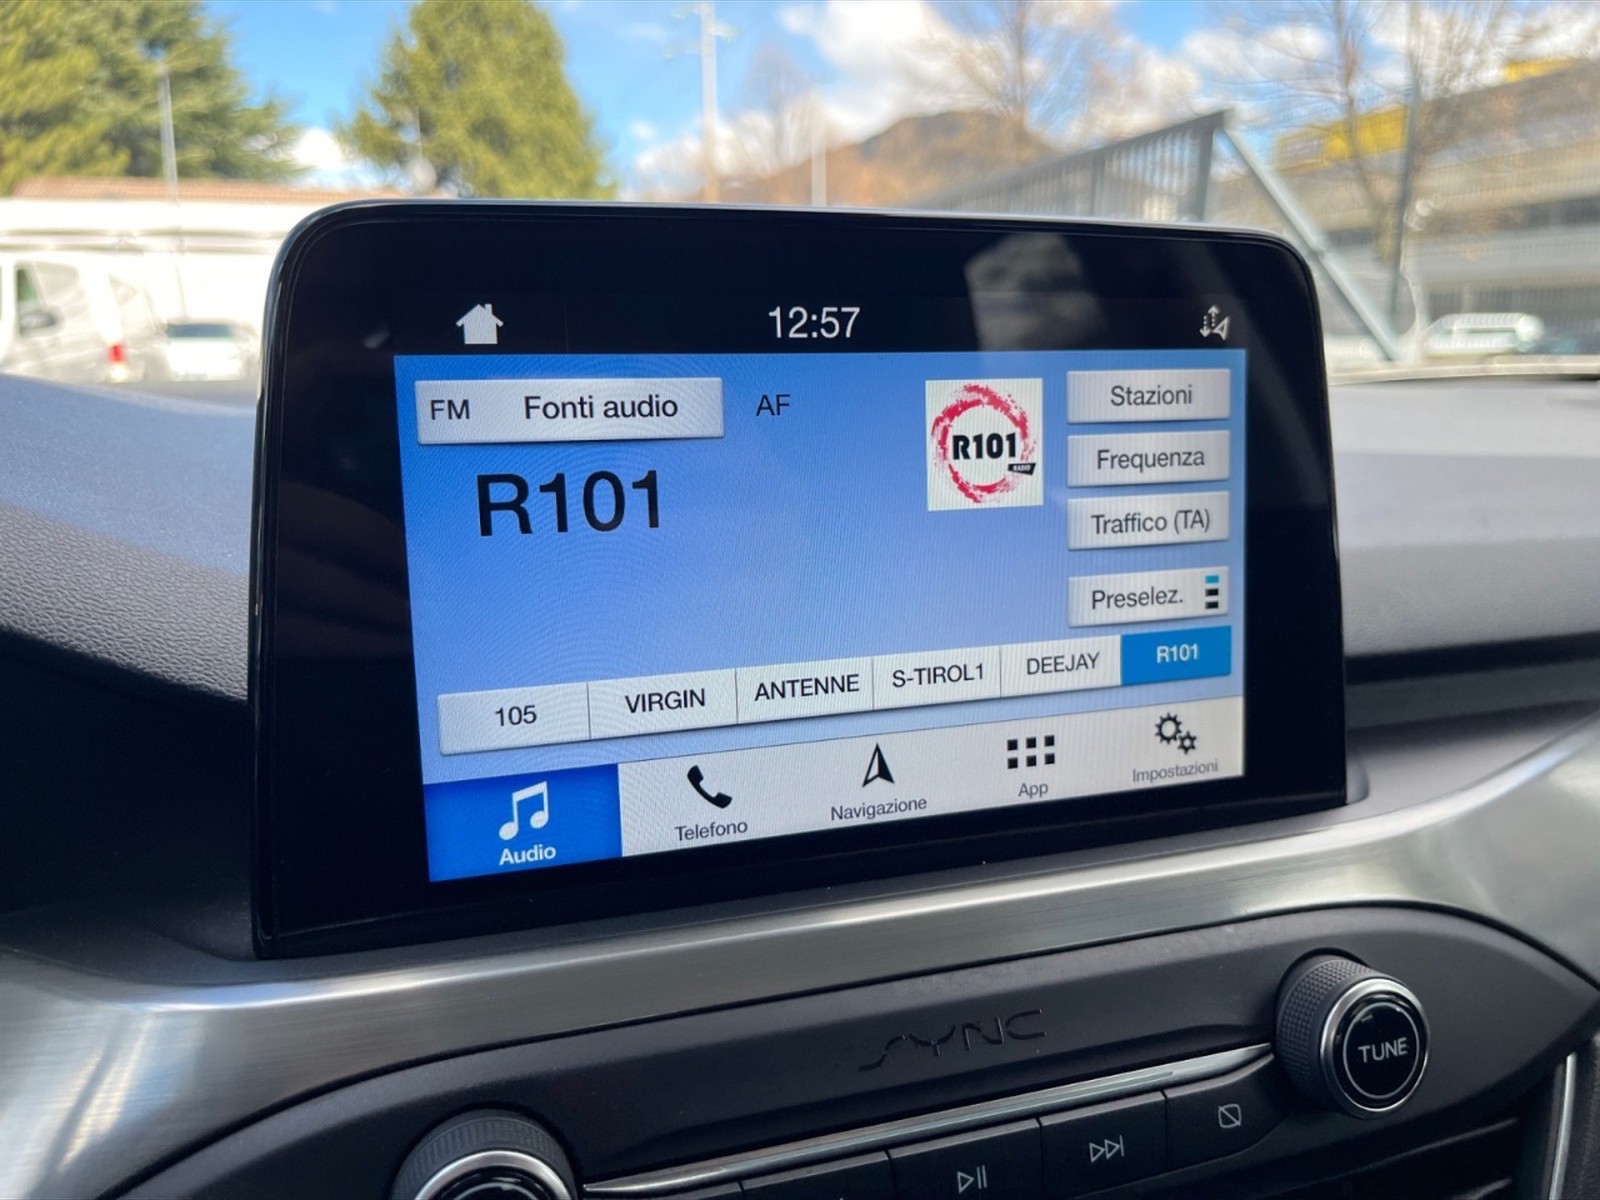 12:57
FM Fonti audio AF
R101
R101
RADIO
Stazioni
Frequenza
Traffico (TA)
Preselez.
105 VIRGIN ANTENNE S-TIROL1 DEEJAY R101
Audio Telefono Navigazione App Impostazioni
SYNC
TUNE